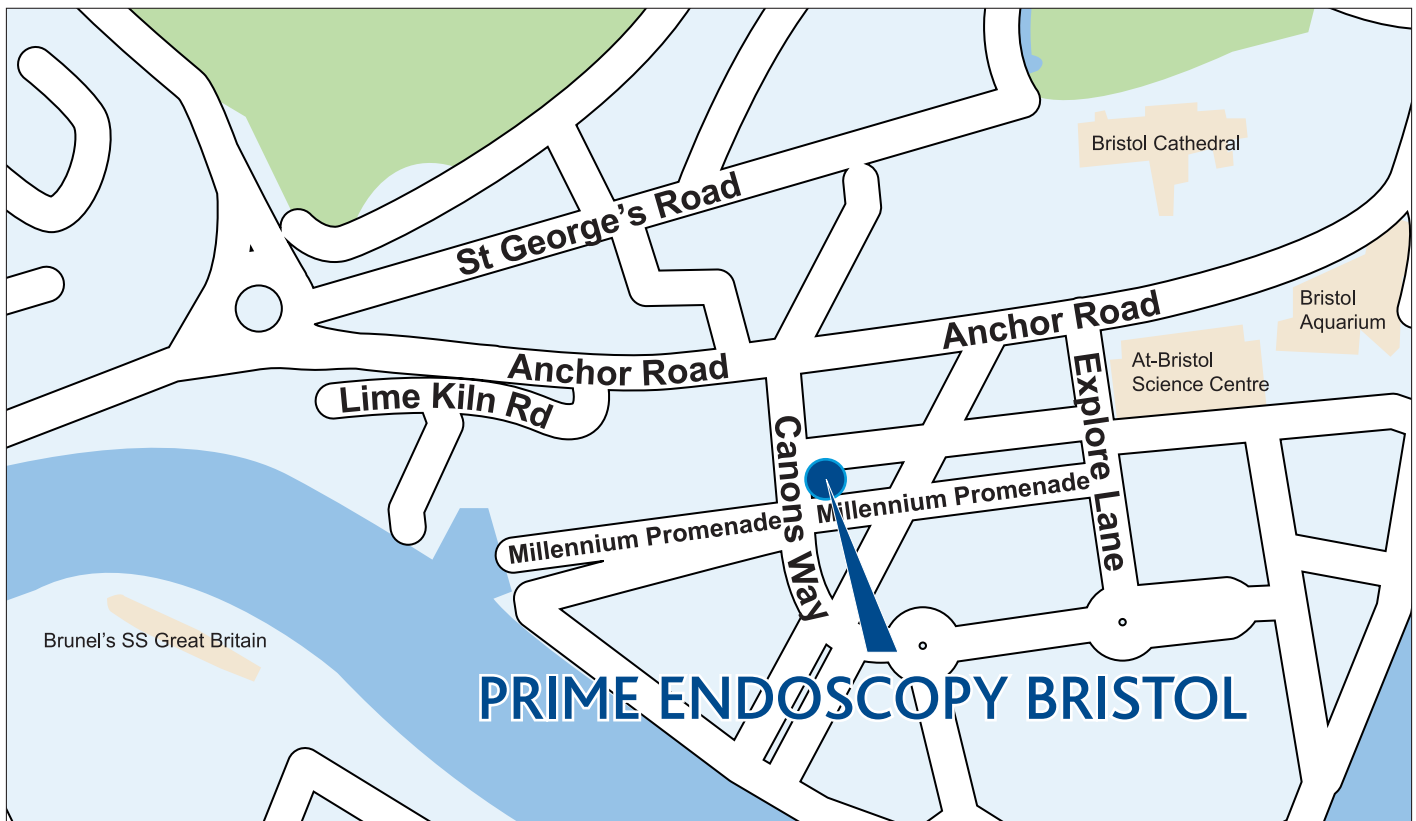 Bristol Cathedral
St George’s Road
Bristol
Aquarium
Anchor Road
At-Bristol
Science Centre
Anchor Road
Lime Kiln Rd
Explore Lane
Canons Way
Millennium Promenade
Millennium Promenade
Brunel’s SS Great Britain
PRIME ENDOSCOPY BRISTOL